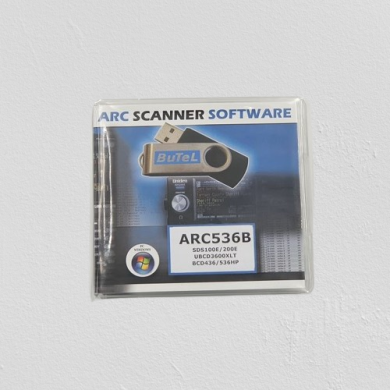 ARC SCANNER SOFTWARE
BuTeL
ARC536B
SDS100E/200E
UBCD3600XLT
BCD436/536HP